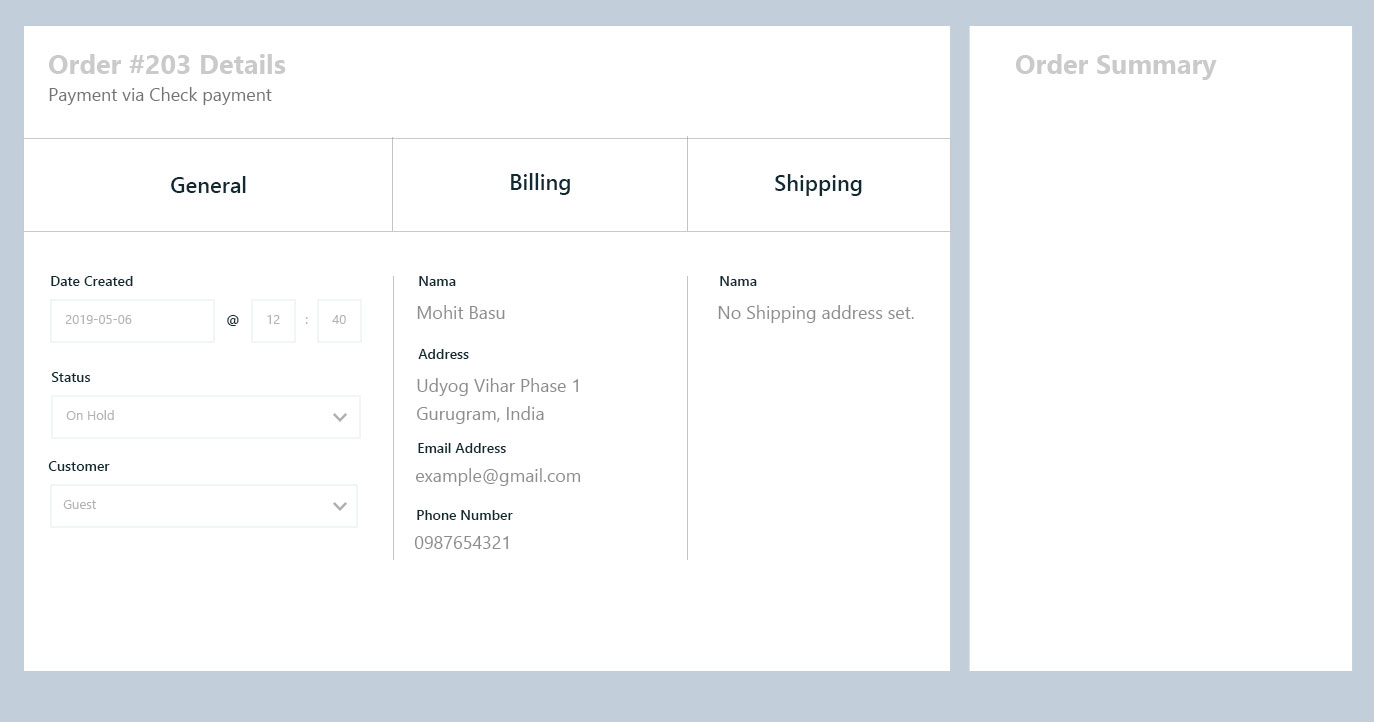 Order #203 Details
Payment via Check payment
General
Billing
Shipping
Date Created
2019-05-06 @ 12 : 40
Status
On Hold
Customer
Guest
Nama
Mohit Basu
Address
Udyog Vihar Phase 1
Gurugram, India
Email Address
example@gmail.com
Phone Number
0987654321
Nama
No Shipping address set.
Order Summary